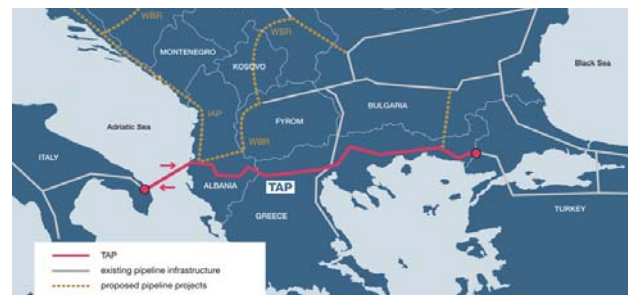 WBR
MONTENEGRO
KOSOVO
Black Sea
BULGARIA
Adriatic Sea
IAP
FYROM
WBR
ITALY
ALBANIA
TAP
GREECE
TURKEY
TAP
existing pipeline infrastructure
proposed pipeline projects